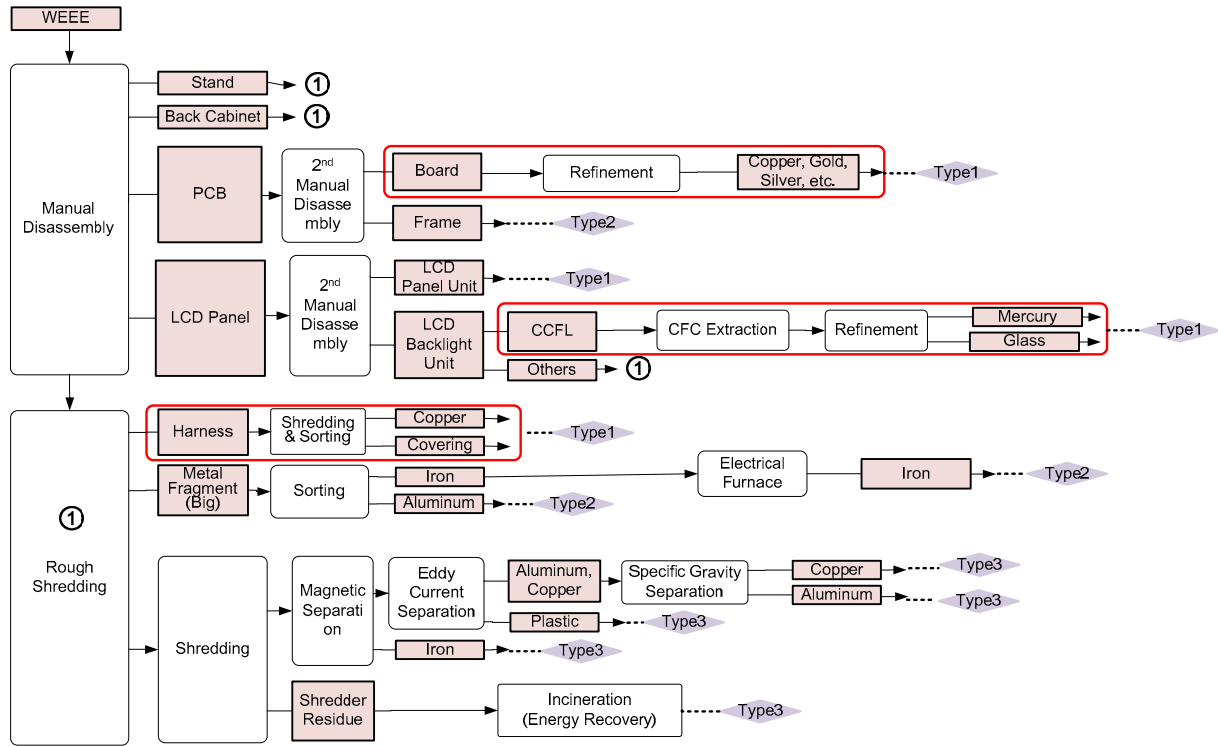 WEEE
Manual
Disassembly
Stand
1
Back Cabinet
1
PCB
2nd
Manual
Disasse
mbly
Board
Refinement
Copper, Gold,
Silver, etc.
Type1
Frame
Type2
LCD Panel
2nd
Manual
Disasse
mbly
LCD
Panel Unit
Type1
LCD
Backlight
Unit
CCFL
CFC Extraction
Refinement
Mercury
Glass
Type1
Others
1
1
Rough
Shredding
Harness
Shredding
& Sorting
Copper
Covering
Type1
Metal
Fragment
(Big)
Sorting
Iron
Electrical
Furnace
Iron
Type2
Aluminum
Type2
Shredding
Magnetic
Separati
on
Eddy
Current
Separation
Aluminum,
Copper
Specific Gravity
Separation
Copper
Type3
Aluminum
Type3
Plastic
Type3
Iron
Type3
Shredder
Residue
Incineration
(Energy Recovery)
Type3